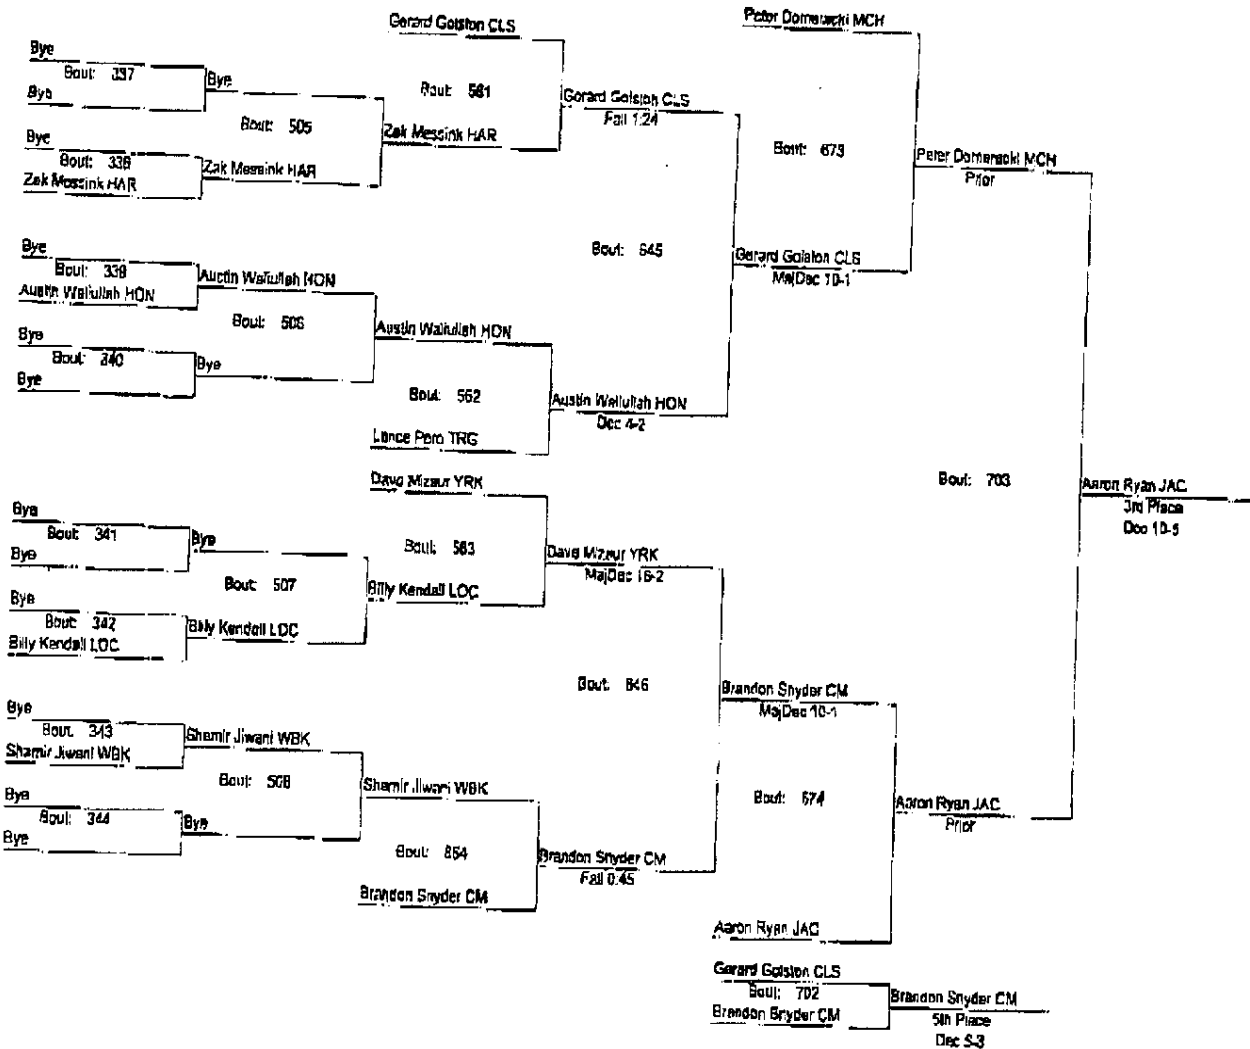 Gerard Golston CLS
Peter Domeracki MCH
Bye
Bout: 337
Bye
Bye
Bout: 505
Bye
Bout: 338
Zak Messink HAR
Zak Messink HAR
Bout: 561
Zak Messink HAR
Gerard Golston CLS
Fall 1:24
Bout: 673
Peter Domeracki MCH
Prior
Bye
Bout: 339
Austin Waliullah HON
Austin Waliullah HON
Bout: 506
Bye
Bout: 340
Bye
Bye
Austin Waliullah HON
Bout: 562
Lance Pero TRG
Austin Waliullah HON
Dec 4-2
Bout: 645
Gerard Golston CLS
MajDec 10-1
Bout: 703
Aaron Ryan JAC
3rd Place
Dec 10-5
Dave Mizaur YRK
Bye
Bout: 341
Bye
Bye
Bout: 507
Bye
Bout: 342
Billy Kendall LOC
Billy Kendall LOC
Bout: 563
Billy Kendall LOC
Dave Mizaur YRK
MajDec 16-2
Bout: 646
Brandon Snyder CM
MajDec 10-1
Bye
Bout: 343
Shamir Jiwani WBK
Shamir Jiwani WBK
Bout: 508
Bye
Bout: 344
Bye
Bye
Shamir Jiwani WBK
Bout: 564
Brandon Snyder CM
Brandon Snyder CM
Fall 0:45
Bout: 674
Aaron Ryan JAC
Prior
Aaron Ryan JAC
Gerard Golston CLS
Bout: 702
Brandon Snyder CM
Brandon Snyder CM
5th Place
Dec 5-3